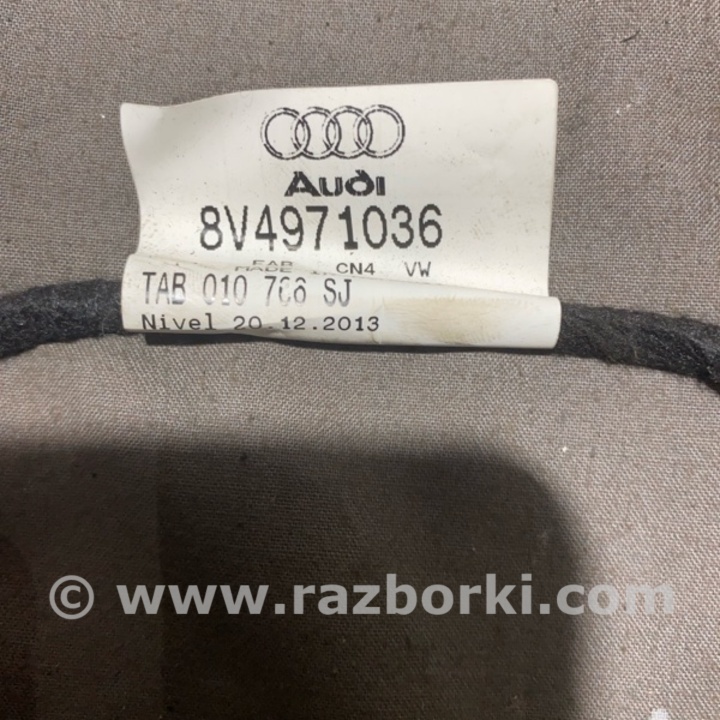 Audi
8V4971036
CN4 VW
TAB 010 766 SJ
Nivel 20.12.2013
© www.razborki.com